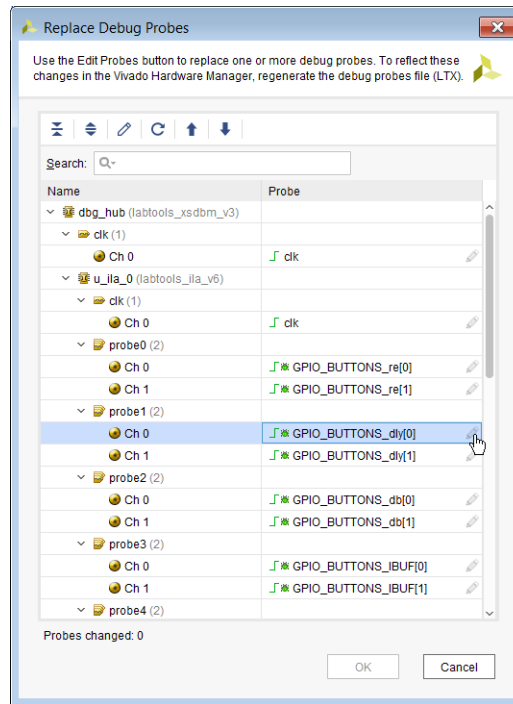 Replace Debug Probes
Use the Edit Probes button to replace one or more debug probes. To reflect these
changes in the Vivado Hardware Manager, regenerate the debug probes file (LTX).
Search:
Name Probe
dbg_hub (labtools_xsdbm_v3)
clk (1)
Ch 0 clk
u_ila_0 (labtools_ila_v6)
clk (1)
Ch 0 clk
probe0 (2)
Ch 0 GPIO_BUTTONS_re[0]
Ch 1 GPIO_BUTTONS_re[1]
probe1 (2)
Ch 0 GPIO_BUTTONS_dly[0]
Ch 1 GPIO_BUTTONS_dly[1]
probe2 (2)
Ch 0 GPIO_BUTTONS_db[0]
Ch 1 GPIO_BUTTONS_db[1]
probe3 (2)
Ch 0 GPIO_BUTTONS_IBUF[0]
Ch 1 GPIO_BUTTONS_IBUF[1]
probe4 (2)
Probes changed: 0
OK Cancel